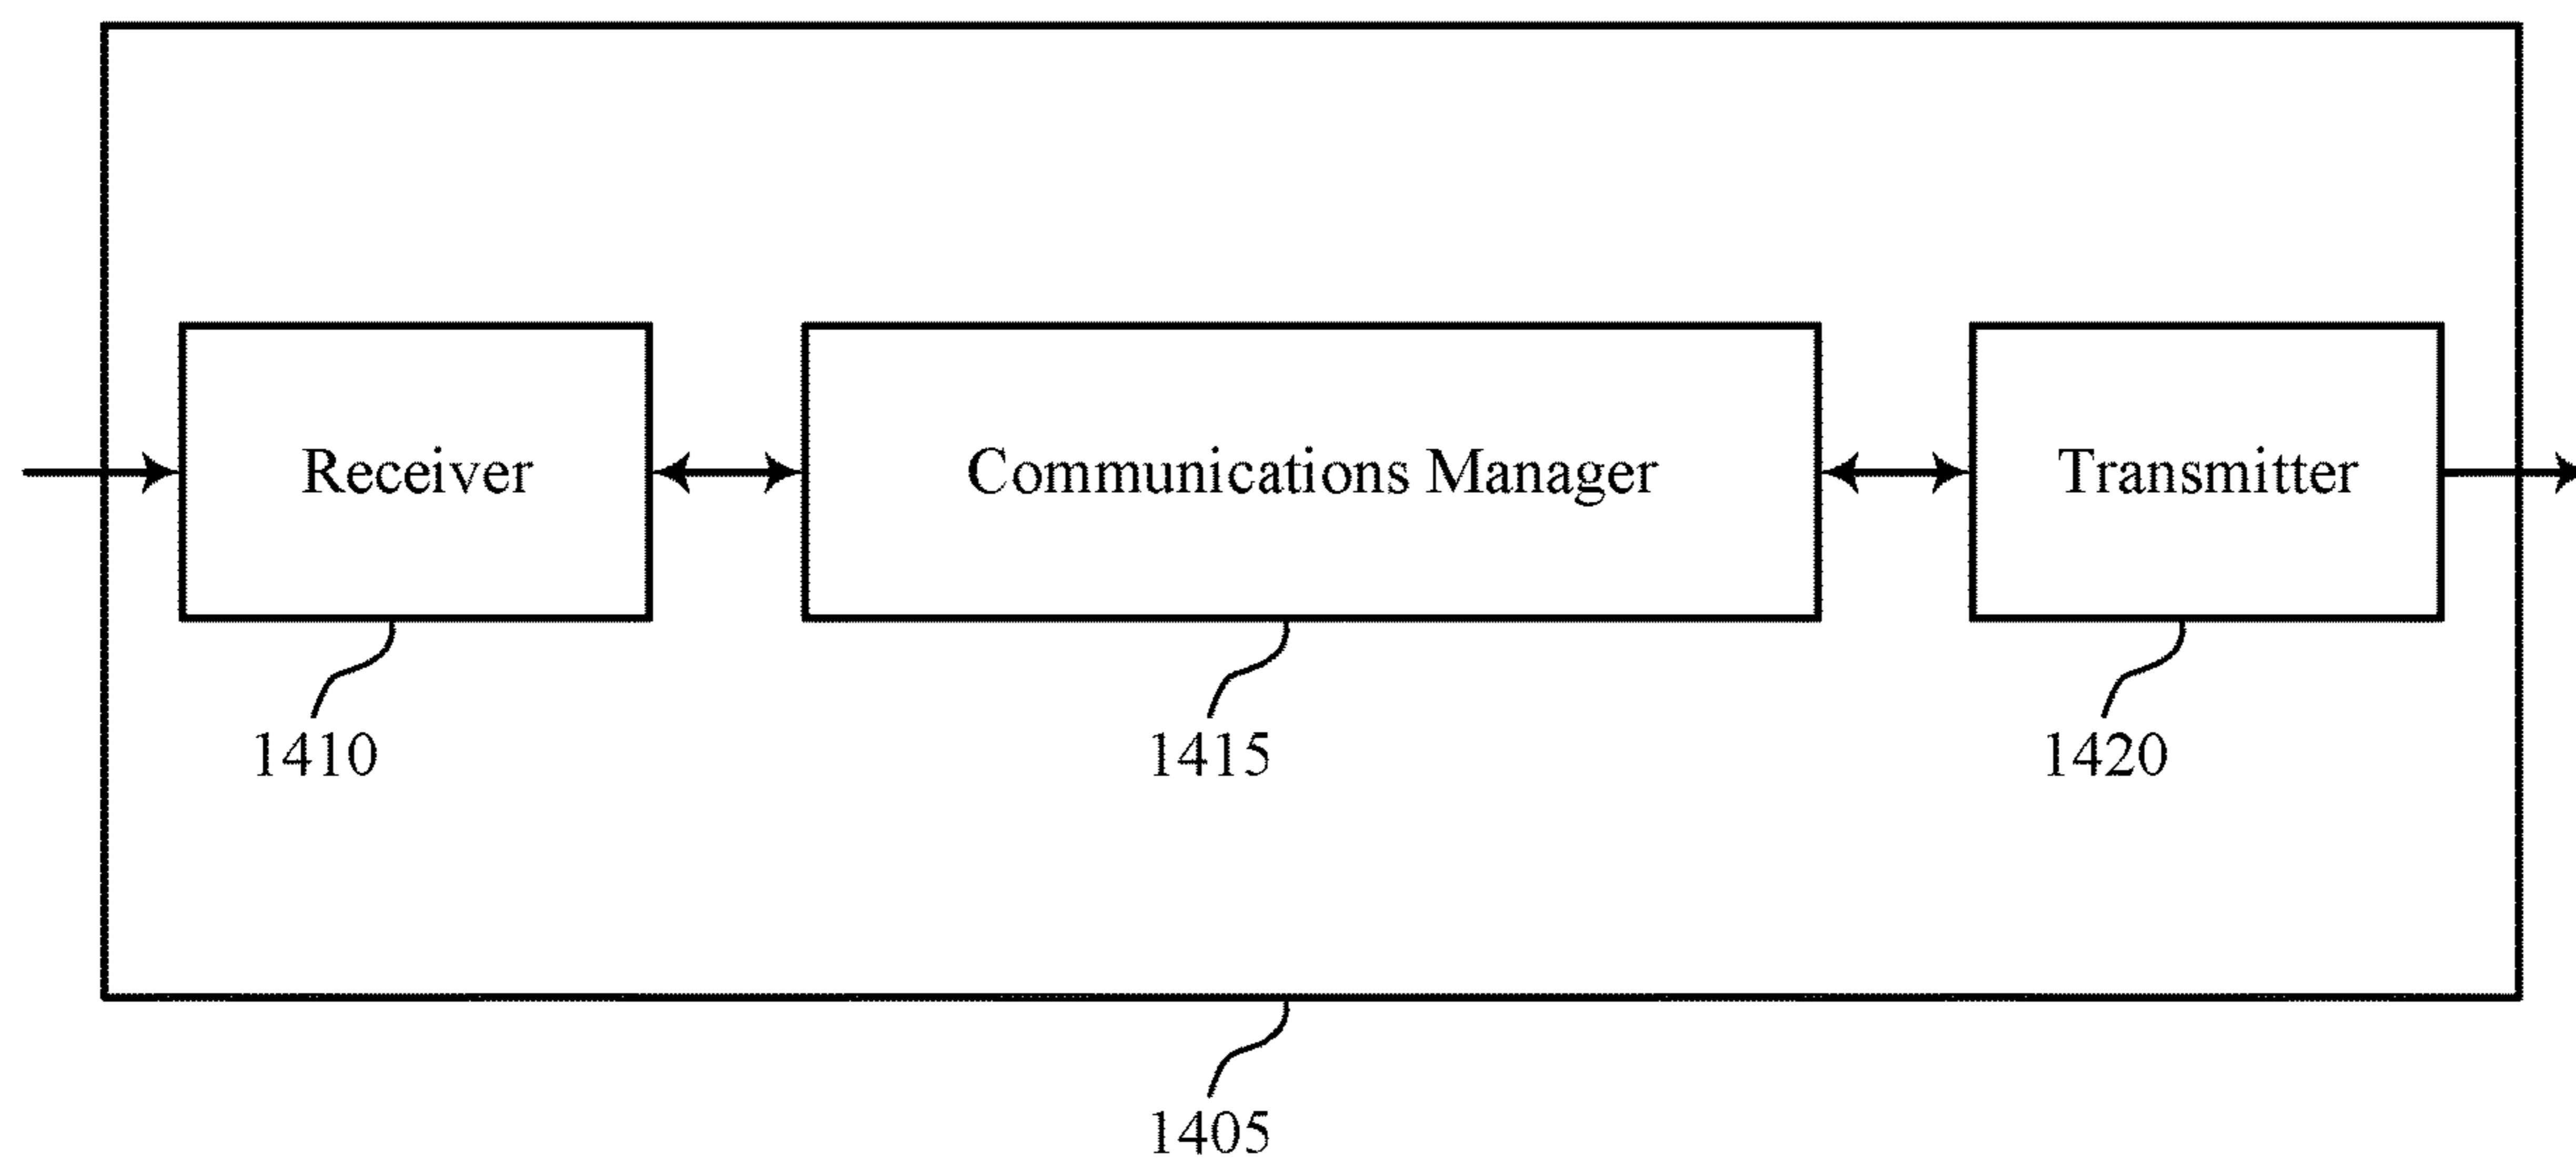 Receiver
Communications Manager
Transmitter
1410
1415
1420
1405